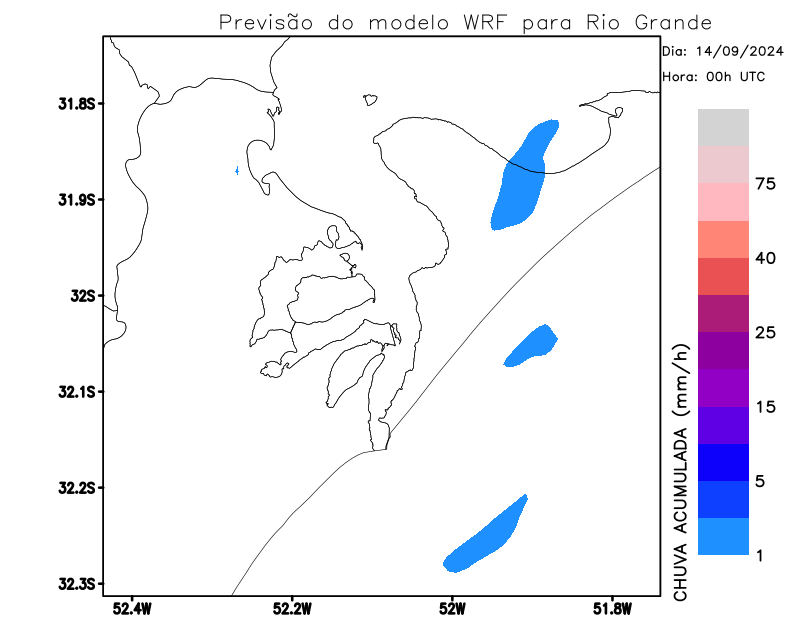 Previsão do modelo WRF para Rio Grande
Dia: 14/09/2024
Hora: 00h UTC
31.8S
31.9S
32S
32.1S
32.2S
32.3S
52.4W
52.2W
52W
51.8W
75
40
25
15
5
1
CHUVA ACUMULADA (mm/h)